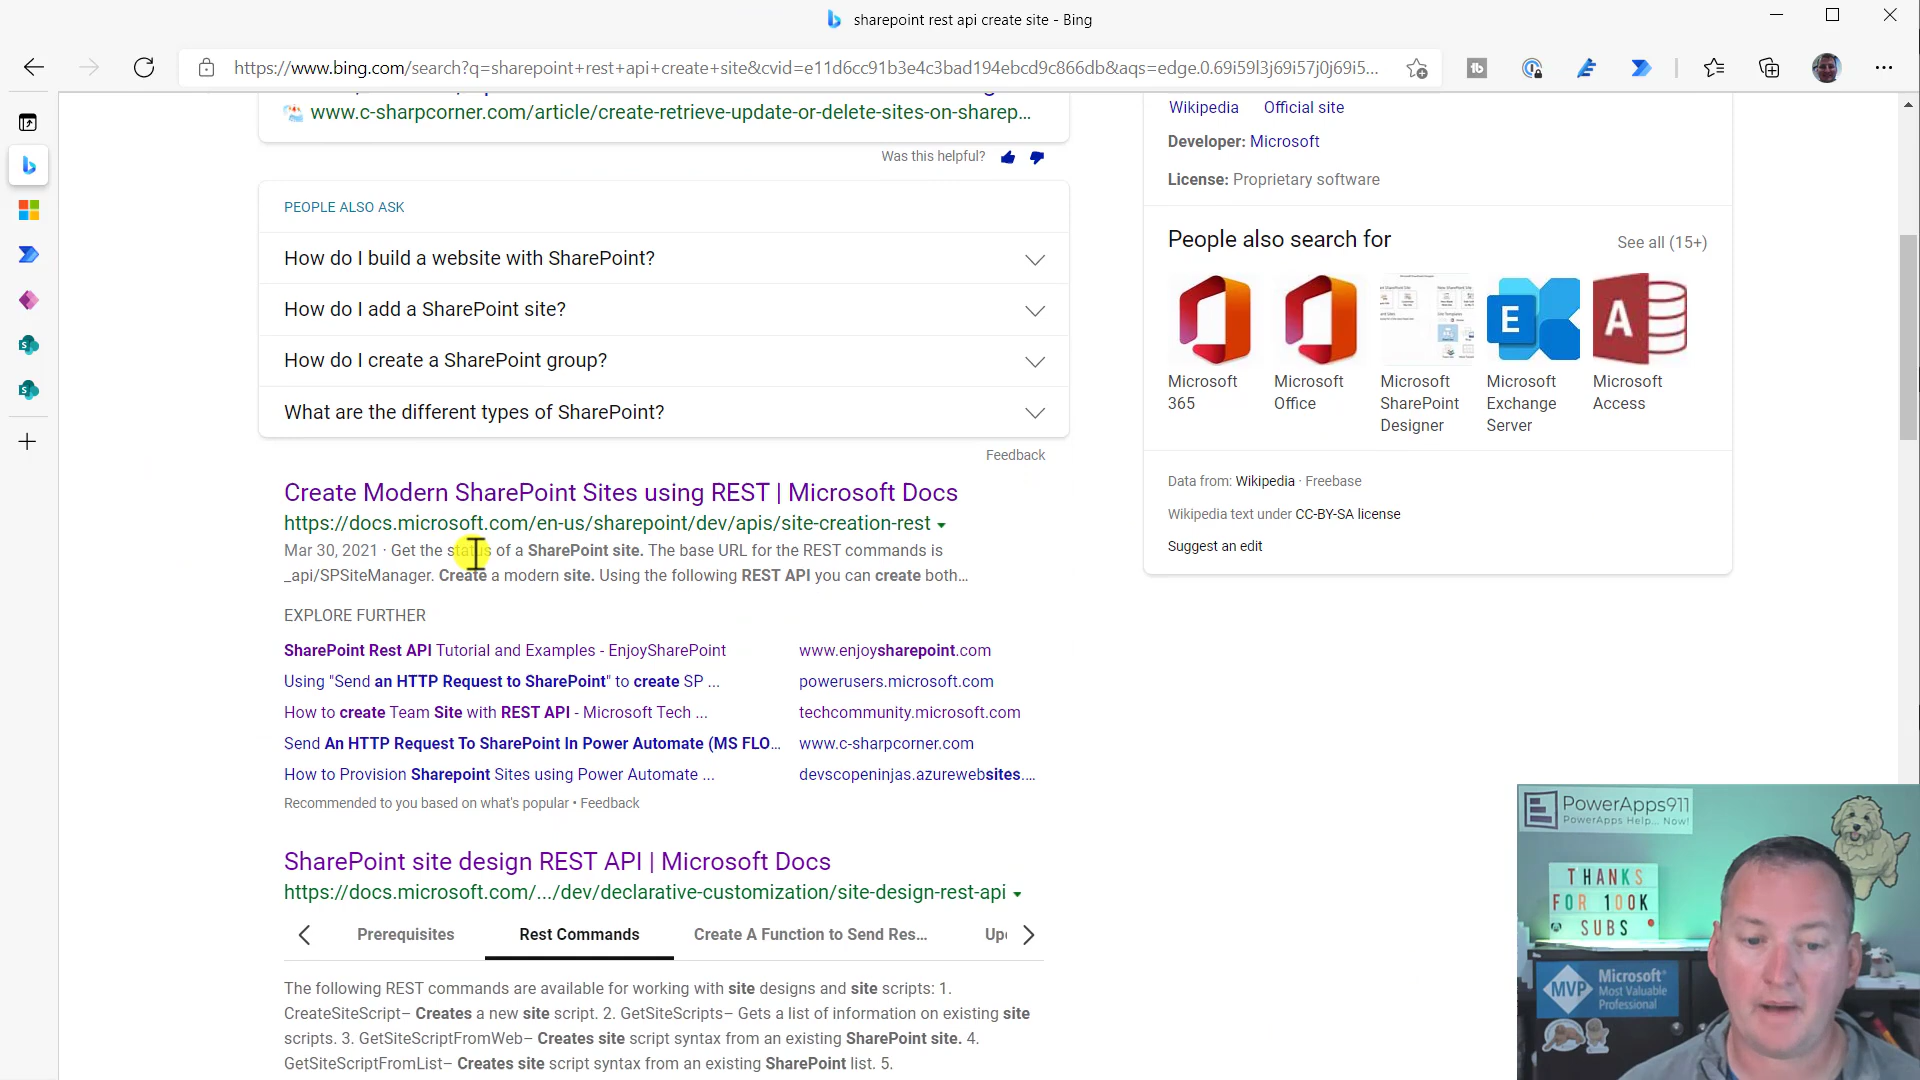 sharepoint rest api create site - Bing
https://www.bing.com/search?q=sharepoint+rest+api+create+site&cvid=e11d6cc91b3e4c3bad194ebcd9c866db&aqs=edge.0.69i59l3j69i57j0j69i5...
www.c-sharpcorner.com/article/create-retrieve-update-or-delete-sites-on-sharep...
Was this helpful?
PEOPLE ALSO ASK
How do I build a website with SharePoint?
How do I add a SharePoint site?
How do I create a SharePoint group?
What are the different types of SharePoint?
Feedback
Create Modern SharePoint Sites using REST | Microsoft Docs
https://docs.microsoft.com/en-us/sharepoint/dev/apis/site-creation-rest
Mar 30, 2021 · Get the status of a SharePoint site. The base URL for the REST commands is
_api/SPSiteManager. Create a modern site. Using the following REST API you can create both...
EXPLORE FURTHER
SharePoint Rest API Tutorial and Examples - EnjoySharePoint www.enjoysharepoint.com
Using "Send an HTTP Request to SharePoint" to create SP ... powerusers.microsoft.com
How to create Team Site with REST API - Microsoft Tech ... techcommunity.microsoft.com
Send An HTTP Request To SharePoint In Power Automate (MS FLO... www.c-sharpcorner.com
How to Provision Sharepoint Sites using Power Automate ... devscopeninjas.azurewebsites....
Recommended to you based on what's popular • Feedback
SharePoint site design REST API | Microsoft Docs
https://docs.microsoft.com/.../dev/declarative-customization/site-design-rest-api
Prerequisites Rest Commands Create A Function to Send Res...
The following REST commands are available for working with site designs and site scripts: 1.
CreateSiteScript– Creates a new site script. 2. GetSiteScripts– Gets a list of information on existing site
scripts. 3. GetSiteScriptFromWeb– Creates site script syntax from an existing SharePoint site. 4.
GetSiteScriptFromList– Creates site script syntax from an existing SharePoint list. 5.
Wikipedia Official site
Developer: Microsoft
License: Proprietary software
People also search for
See all (15+)
Microsoft 365
Microsoft Office
Microsoft SharePoint Designer
Microsoft Exchange Server
Microsoft Access
Data from: Wikipedia · Freebase
Wikipedia text under CC-BY-SA license
Suggest an edit
PowerApps911
PowerApps Help... Now!
THANKS
FOR 100K
SUBS
MVP
Microsoft
Most Valuable
Professional